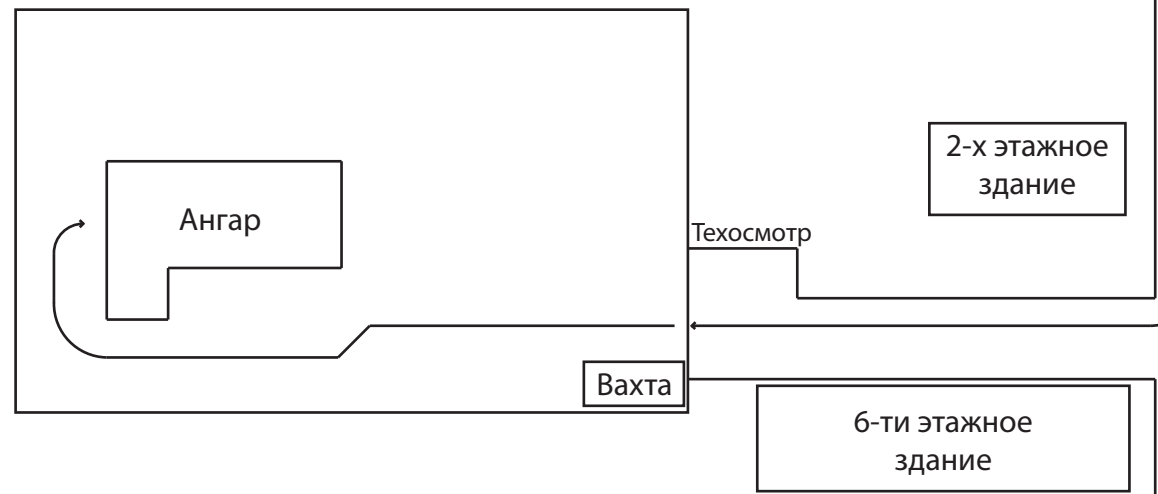 2-х этажное
здание
Ангар
Техосмотр
Вахта
6-ти этажное
здание